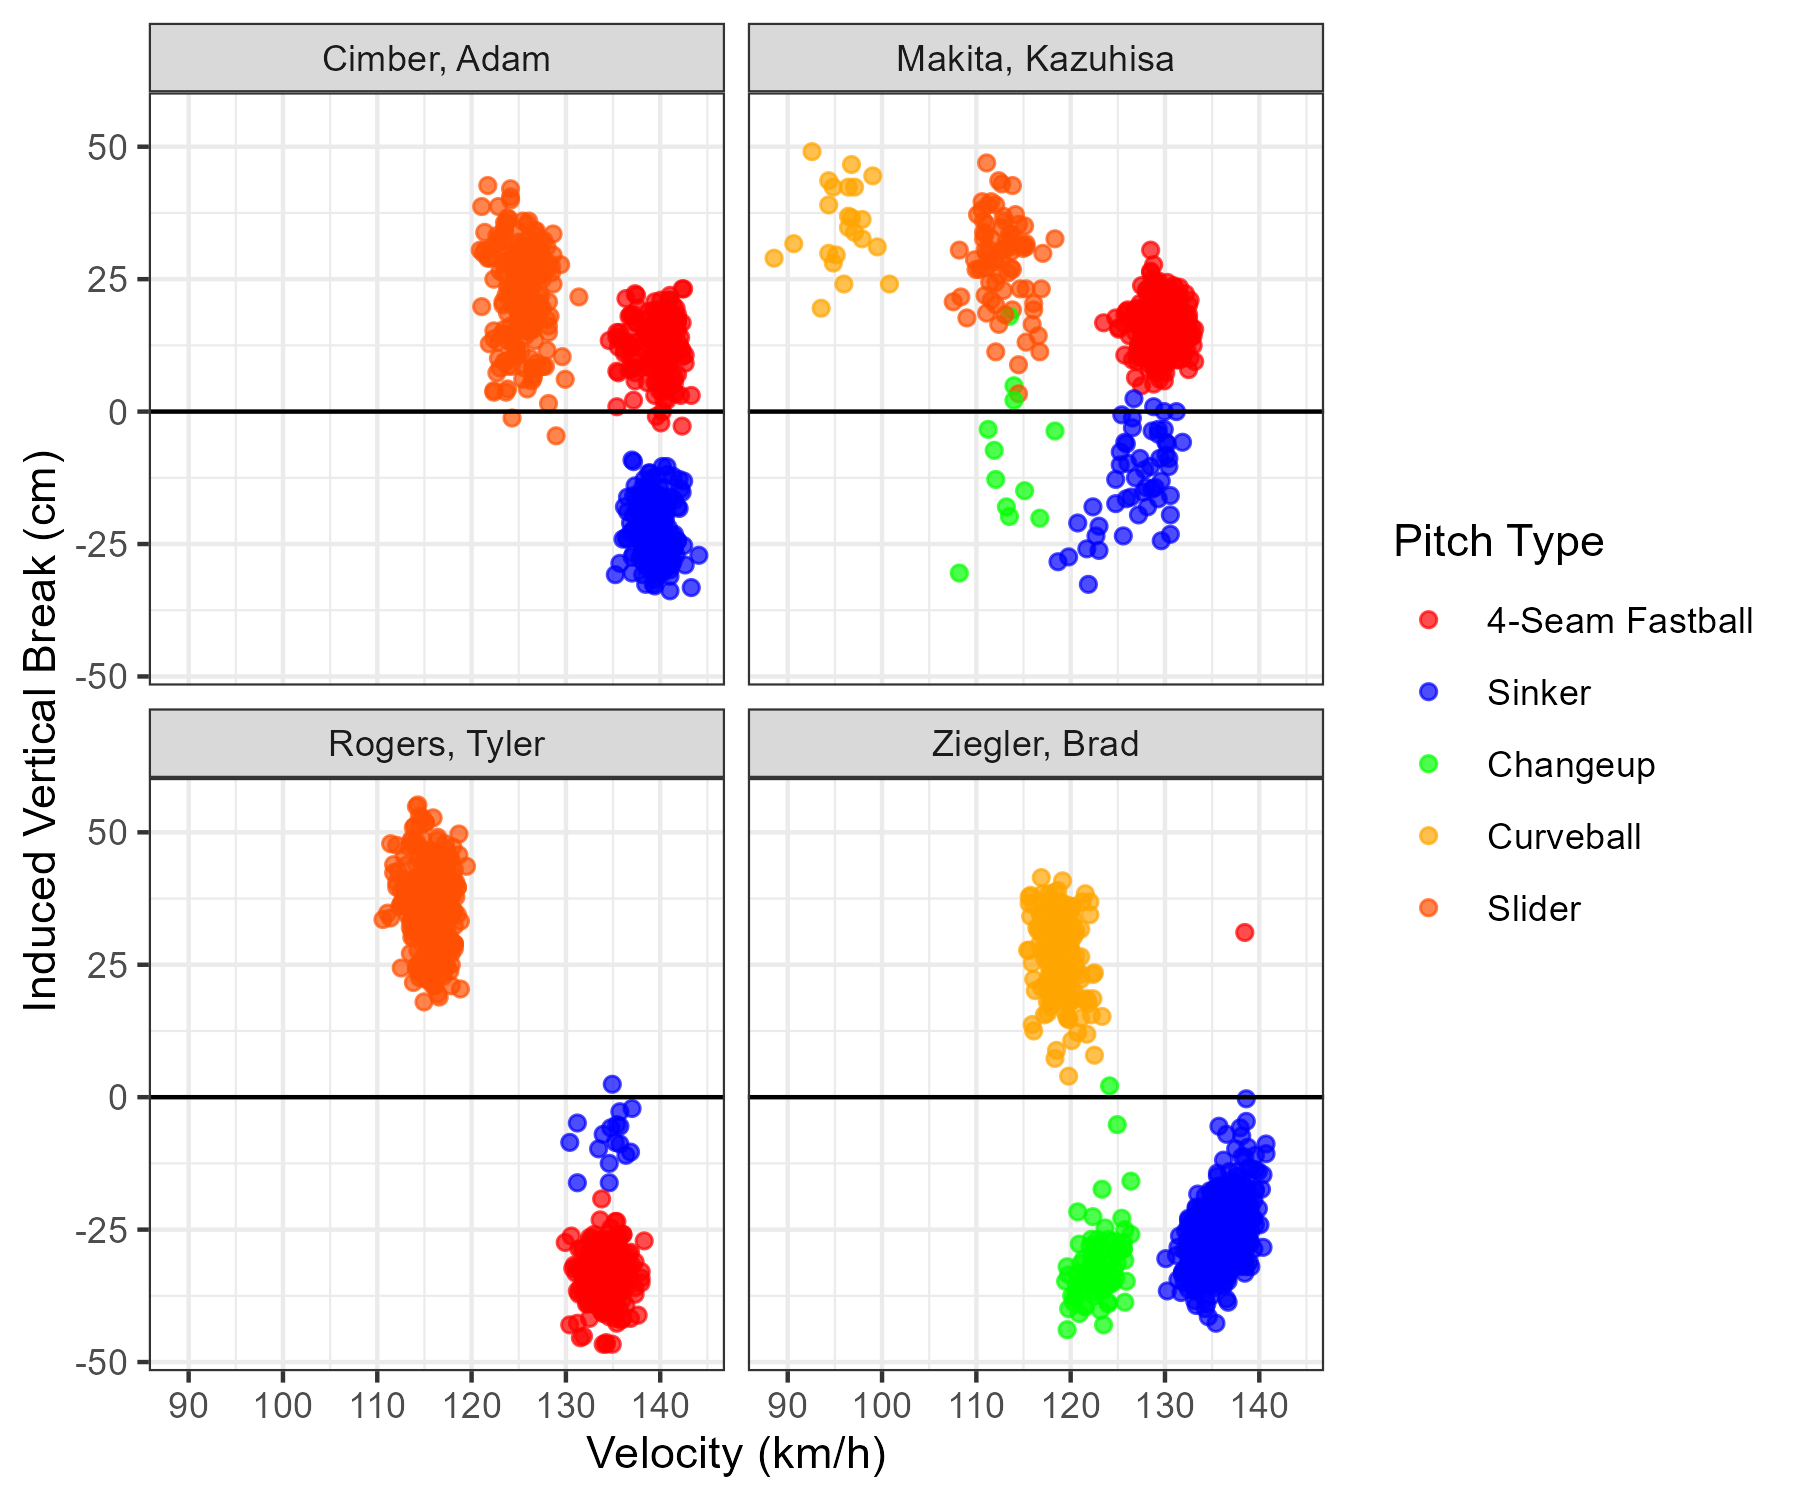 Cimber, Adam
Makita, Kazuhisa
50
25
0
-25
-50
Rogers, Tyler
Ziegler, Brad
50
25
0
-25
-50
90 100 110 120 130 140
90 100 110 120 130 140
Velocity (km/h)
Induced Vertical Break (cm)
Pitch Type
4-Seam Fastball
Sinker
Changeup
Curveball
Slider